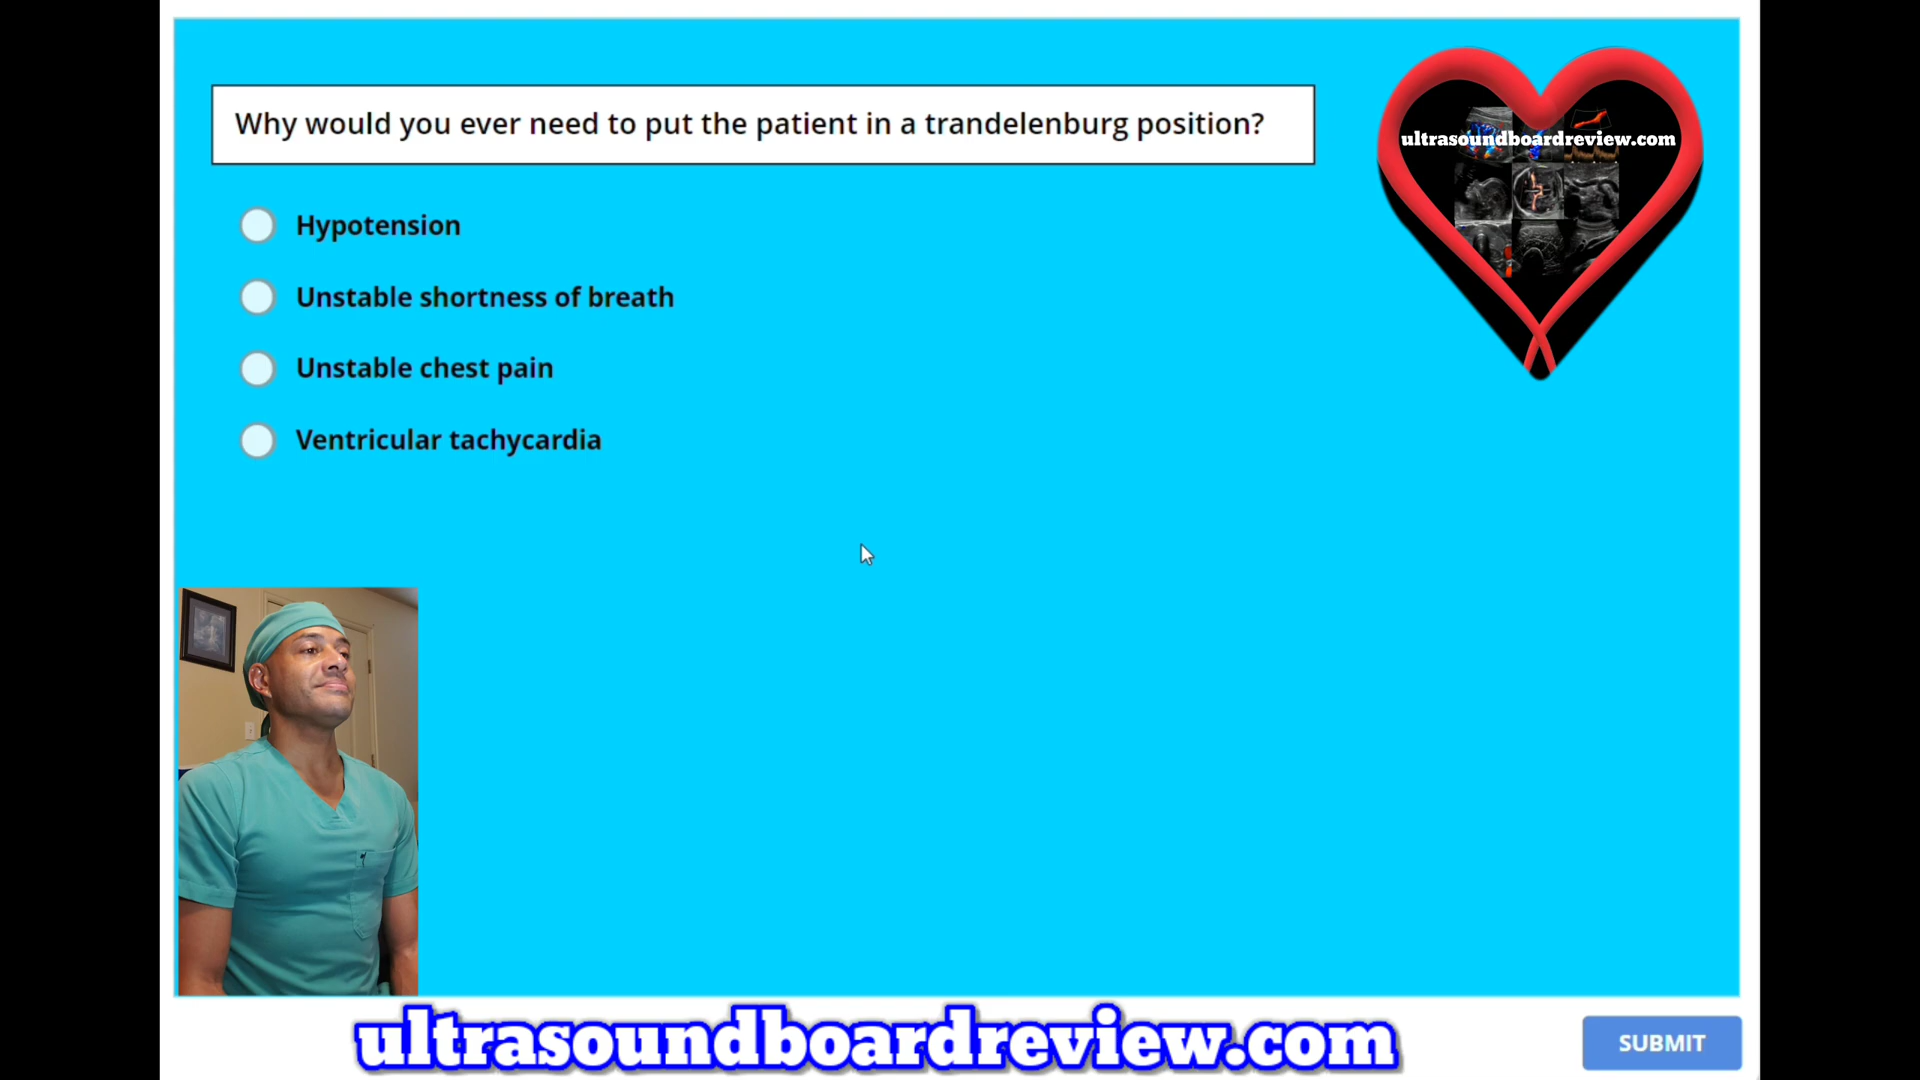 Why would you ever need to put the patient in a trandelenburg position?
ultrasoundboardreview.com
Hypotension
Unstable shortness of breath
Unstable chest pain
Ventricular tachycardia
ultrasoundboardreview.com
SUBMIT